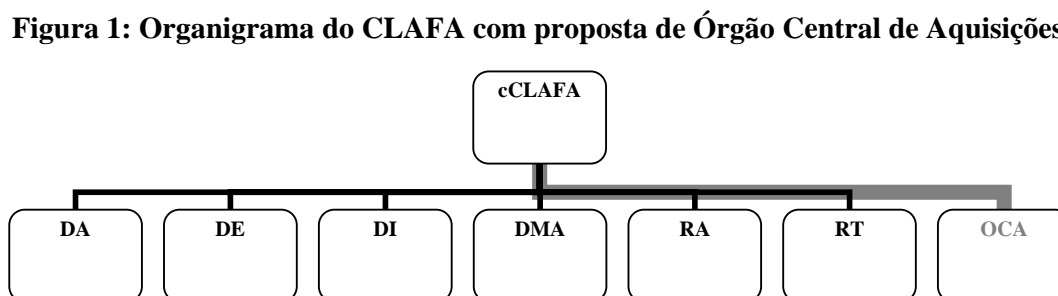 Figura 1: Organigrama do CLAFA com proposta de Órgão Central de Aquisições
cCLAFA
DA DE DI DMA RA RT OCA